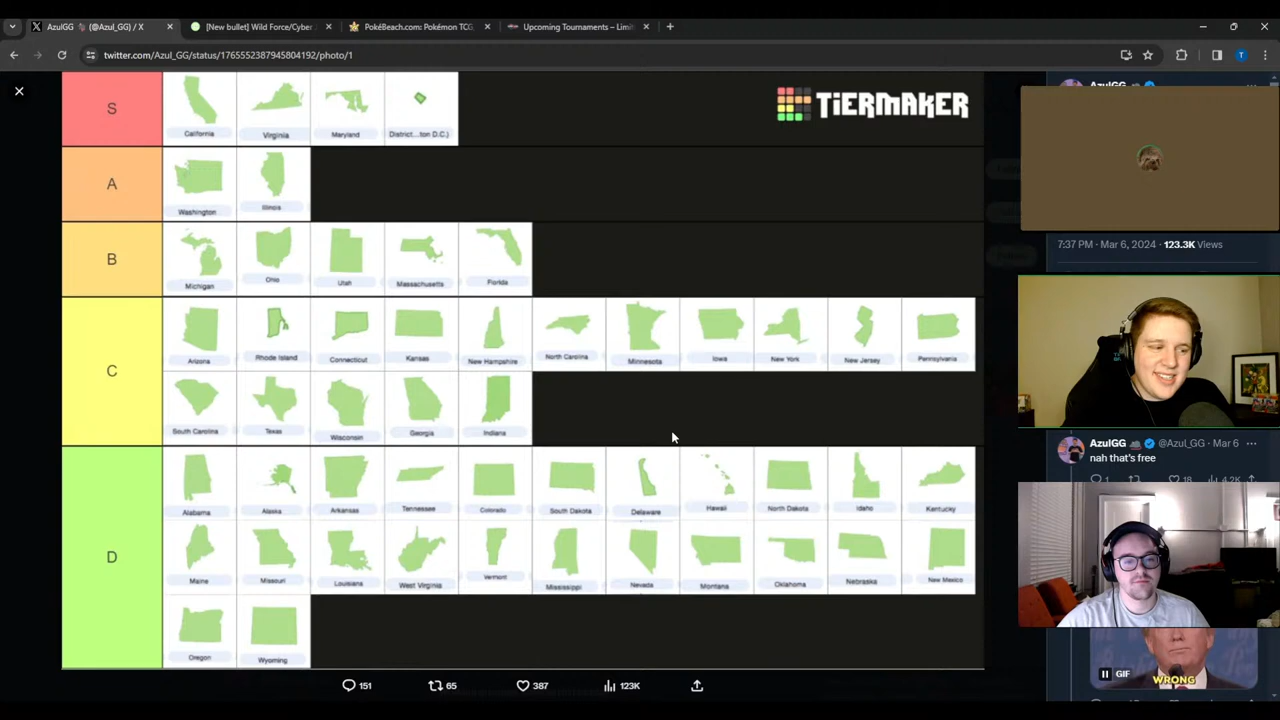 AzulGG (@Azul_GG) / X
[New bullet] Wild Force/Cyber
PokéBeach.com: Pokémon TCG
Upcoming Tournaments – Limi
twitter.com/Azul_GG/status/1765552387945804192/photo/1
T
S
California
Virginia
Maryland
District...ton D.C.)
TIERMAKER
A
Washington
Illinois
7:37 PM · Mar 6, 2024 · 123.3K Views
B
Michigan
Ohio
Utah
Massachusetts
Florida
C
Arizona
Rhode Island
Connecticut
Kansas
New Hampshire
North Carolina
Minnesota
Iowa
New York
New Jersey
Pennsylvania
South Carolina
Texas
Wisconsin
Georgia
Indiana
AzulGG @Azul_GG · Mar 6
nah that's free
1
18
4.2K
D
Alabama
Alaska
Arkansas
Tennessee
Colorado
South Dakota
Delaware
Hawaii
North Dakota
Idaho
Kentucky
Maine
Missouri
Louisiana
West Virginia
Vermont
Mississippi
Nevada
Montana
Oklahoma
Nebraska
New Mexico
Oregon
Wyoming
GIF
WRONG
151
65
387
123K